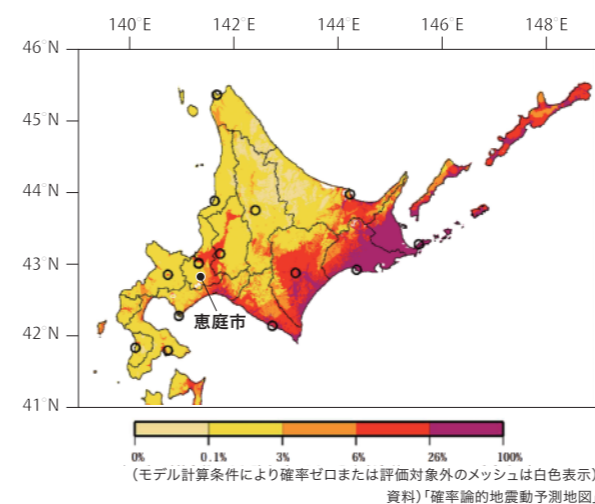 140°E 142°E 144°E 146°E 148°E
46°N
45°N
44°N
43°N
42°N
41°N
恵庭市
0% 0.1% 3% 6% 26% 100%
(モデル計算条件により確率ゼロまたは評価対象外のメッシュは白色表示)
資料)「確率論的地震動予測地図」